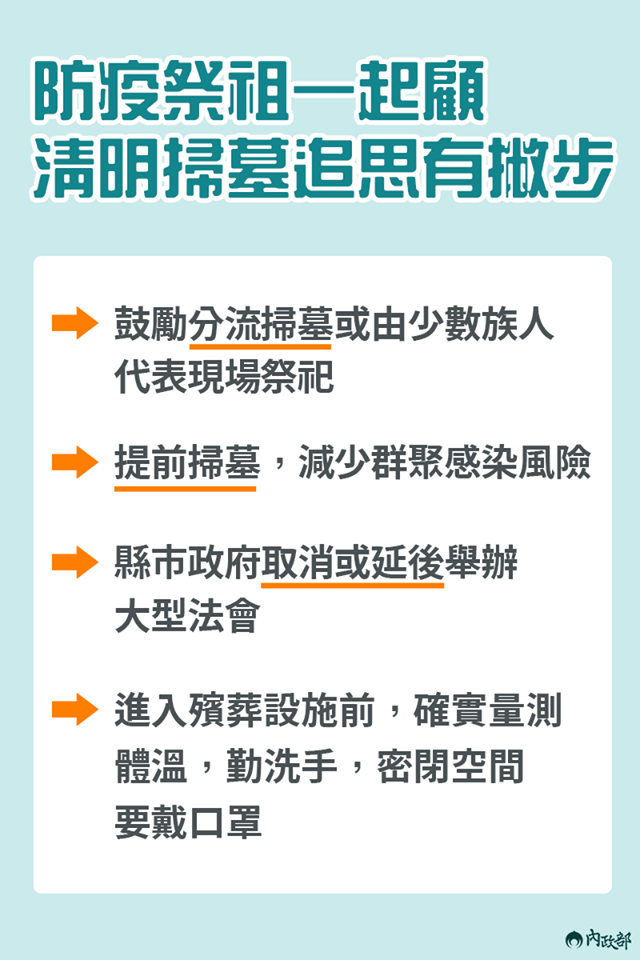 防疫祭祖一起顧
清明掃墓追思有撇步
鼓勵分流掃墓或由少數族人
代表現場祭祀
提前掃墓，減少群聚感染風險
縣市政府取消或延後舉辦
大型法會
進入殯葬設施前，確實量測
體溫，勤洗手，密閉空間
要戴口罩
內政部